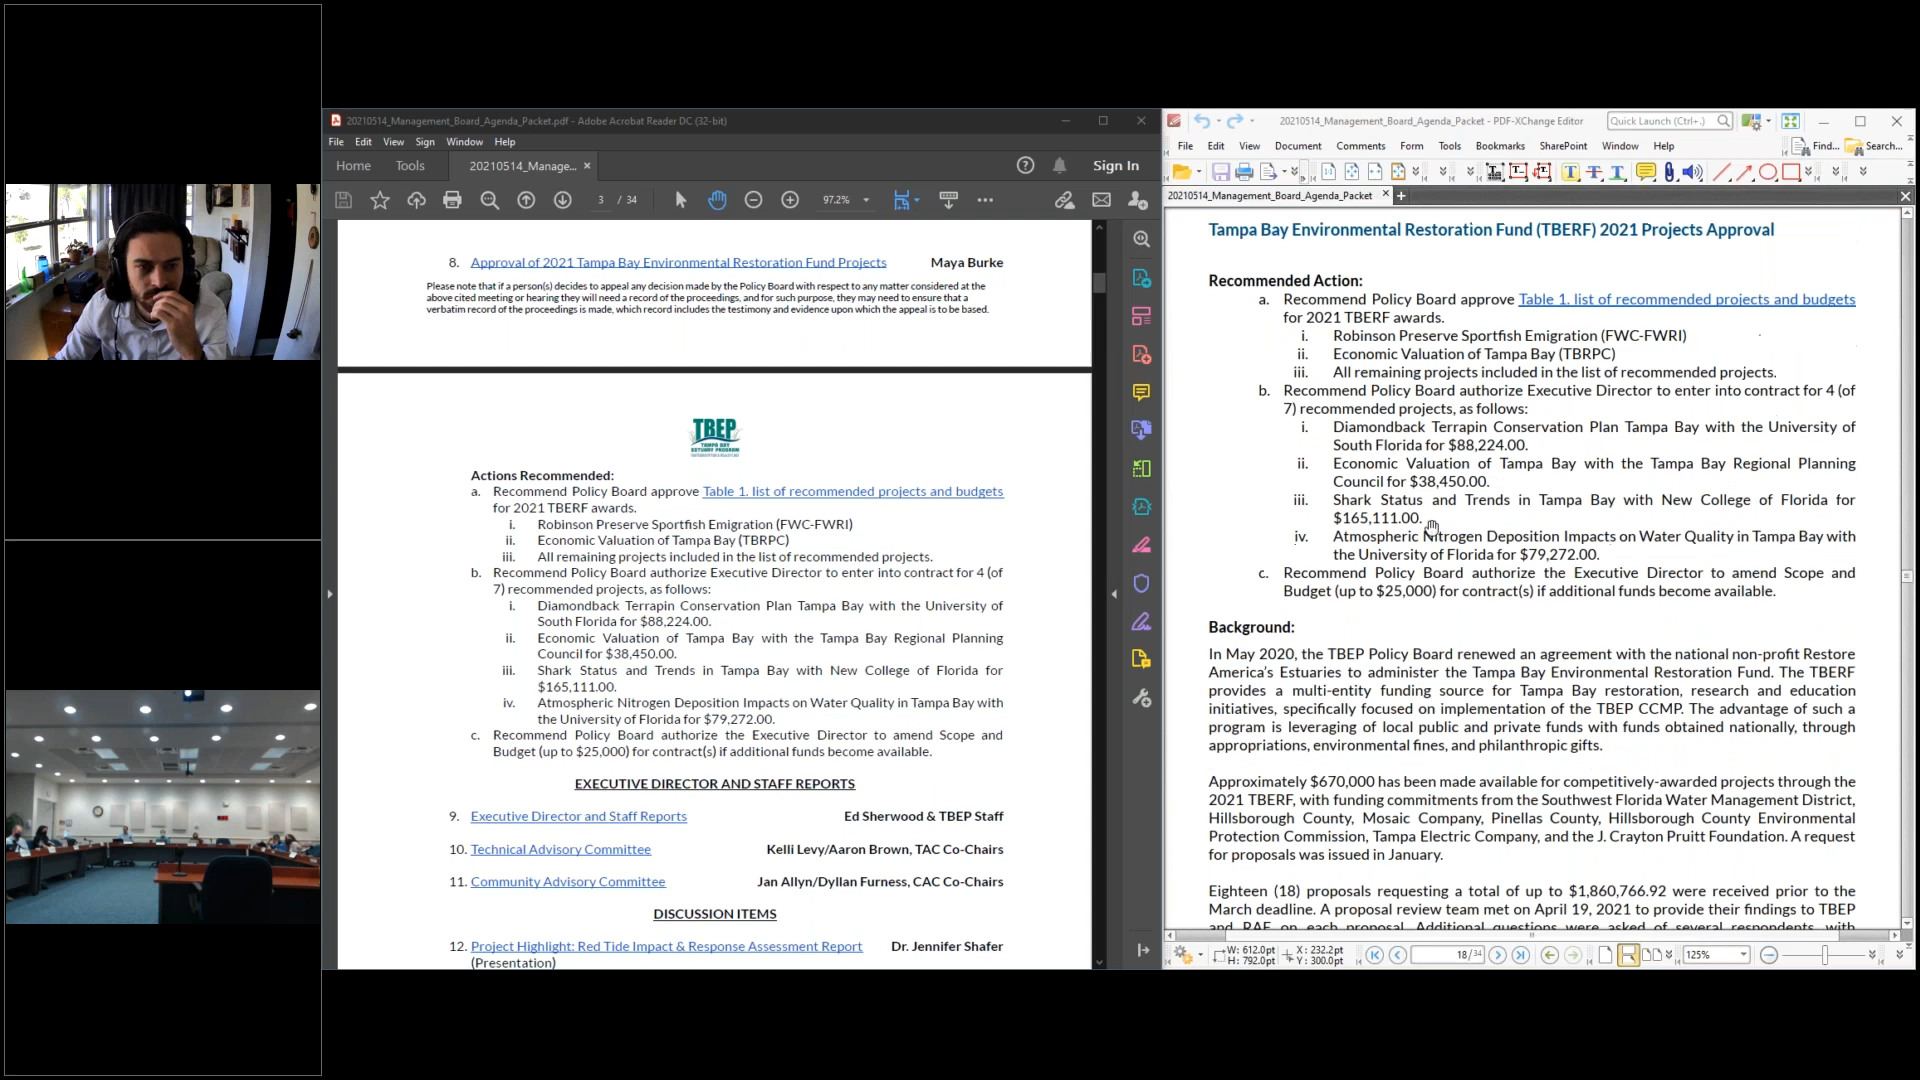 20210514_Management_Board_Agenda_Packet.pdf - Adobe Acrobat Reader DC (32-bit)
File Edit View Sign Window Help
Home Tools 20210514_Manage... × Sign In
3 / 34 97.2%
8. Approval of 2021 Tampa Bay Environmental Restoration Fund Projects Maya Burke
Please note that if a person(s) decides to appeal any decision made by the Policy Board with respect to any matter considered at the
above cited meeting or hearing they will need a record of the proceedings, and for such purpose, they may need to ensure that a
verbatim record of the proceedings is made, which record includes the testimony and evidence upon which the appeal is to be based.
TBEP
TAMPA BAY
ESTUARY PROGRAM
Actions Recommended:
a. Recommend Policy Board approve Table 1. list of recommended projects and budgets
for 2021 TBERF awards.
i. Robinson Preserve Sportfish Emigration (FWC-FWRI)
ii. Economic Valuation of Tampa Bay (TBRPC)
iii. All remaining projects included in the list of recommended projects.
b. Recommend Policy Board authorize Executive Director to enter into contract for 4 (of
7) recommended projects, as follows:
i. Diamondback Terrapin Conservation Plan Tampa Bay with the University of
South Florida for $88,224.00.
ii. Economic Valuation of Tampa Bay with the Tampa Bay Regional Planning
Council for $38,450.00.
iii. Shark Status and Trends in Tampa Bay with New College of Florida for
$165,111.00.
iv. Atmospheric Nitrogen Deposition Impacts on Water Quality in Tampa Bay with
the University of Florida for $79,272.00.
c. Recommend Policy Board authorize the Executive Director to amend Scope and
Budget (up to $25,000) for contract(s) if additional funds become available.
EXECUTIVE DIRECTOR AND STAFF REPORTS
9. Executive Director and Staff Reports Ed Sherwood & TBEP Staff
10. Technical Advisory Committee Kelli Levy/Aaron Brown, TAC Co-Chairs
11. Community Advisory Committee Jan Allyn/Dyllan Furness, CAC Co-Chairs
DISCUSSION ITEMS
12. Project Highlight: Red Tide Impact & Response Assessment Report Dr. Jennifer Shafer
(Presentation)
20210514_Management_Board_Agenda_Packet - PDF-XChange Editor
Quick Launch (Ctrl+.)
File Edit View Document Comments Form Tools Bookmarks SharePoint Window Help
Find... Search...
20210514_Management_Board_Agenda_Packet ×
Tampa Bay Environmental Restoration Fund (TBERF) 2021 Projects Approval
Recommended Action:
a. Recommend Policy Board approve Table 1. list of recommended projects and budgets
for 2021 TBERF awards.
i. Robinson Preserve Sportfish Emigration (FWC-FWRI)
ii. Economic Valuation of Tampa Bay (TBRPC)
iii. All remaining projects included in the list of recommended projects.
b. Recommend Policy Board authorize Executive Director to enter into contract for 4 (of
7) recommended projects, as follows:
i. Diamondback Terrapin Conservation Plan Tampa Bay with the University of
South Florida for $88,224.00.
ii. Economic Valuation of Tampa Bay with the Tampa Bay Regional Planning
Council for $38,450.00.
iii. Shark Status and Trends in Tampa Bay with New College of Florida for
$165,111.00.
iv. Atmospheric Nitrogen Deposition Impacts on Water Quality in Tampa Bay with
the University of Florida for $79,272.00.
c. Recommend Policy Board authorize the Executive Director to amend Scope and
Budget (up to $25,000) for contract(s) if additional funds become available.
Background:
In May 2020, the TBEP Policy Board renewed an agreement with the national non-profit Restore
America's Estuaries to administer the Tampa Bay Environmental Restoration Fund. The TBERF
provides a multi-entity funding source for Tampa Bay restoration, research and education
initiatives, specifically focused on implementation of the TBEP CCMP. The advantage of such a
program is leveraging of local public and private funds with funds obtained nationally, through
appropriations, environmental fines, and philanthropic gifts.
Approximately $670,000 has been made available for competitively-awarded projects through the
2021 TBERF, with funding commitments from the Southwest Florida Water Management District,
Hillsborough County, Mosaic Company, Pinellas County, Hillsborough County Environmental
Protection Commission, Tampa Electric Company, and the J. Crayton Pruitt Foundation. A request
for proposals was issued in January.
Eighteen (18) proposals requesting a total of up to $1,860,766.92 were received prior to the
March deadline. A proposal review team met on April 19, 2021 to provide their findings to TBEP
and RAE on each proposal. Additional questions were asked of several respondents, with
W: 612.0pt X: 232.2pt
H: 792.0pt Y: 300.0pt
18/34 125%